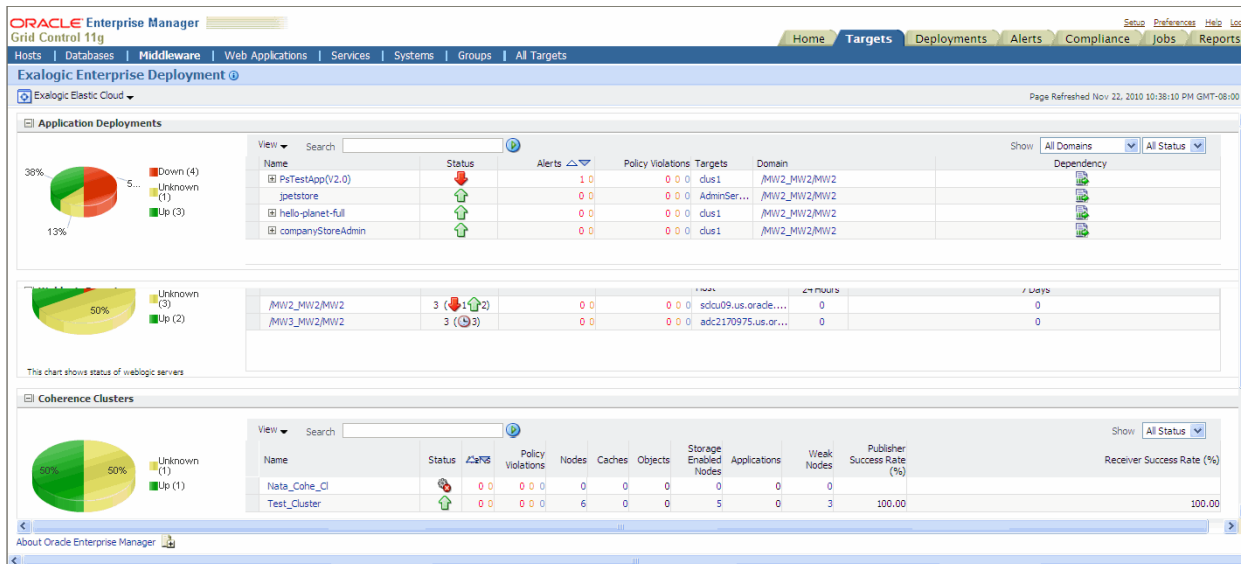 ORACLE Enterprise Manager
Grid Control 11g
Setup Preferences Help
Home Targets Deployments Alerts Compliance Jobs Reports
Hosts | Databases | Middleware | Web Applications | Services | Systems | Groups | All Targets
Exalogic Enterprise Deployment
Exalogic Elastic Cloud
Page Refreshed Nov 22, 2010 10:38:10 PM GMT-08:00
Application Deployments
View Search
Show All Domains All Status
Name Status Alerts Policy Violations Targets Domain Dependency
PsTestApp(V2.0) 1 0 0 0 0 clus1 /MW2_MW2/MW2
jpetstore 0 0 0 0 0 AdminSer... /MW2_MW2/MW2
hello-planet-full 0 0 0 0 0 clus1 /MW2_MW2/MW2
companyStoreAdmin 0 0 0 0 0 clus1 /MW2_MW2/MW2
38%
5...
13%
Down (4)
Unknown (1)
Up (3)
50%
Unknown (3)
Up (2)
Host 24 Hours 7 Days
/MW2_MW2/MW2 3 (1 2) 0 0 0 0 0 sclcu09.us.oracle.... 0 0
/MW3_MW2/MW2 3 (3) 0 0 0 0 0 adc2170975.us.or... 0 0
This chart shows status of weblogic servers
Coherence Clusters
View Search
Show All Status
50%
50%
Unknown (1)
Up (1)
Name Status Policy Violations Nodes Caches Objects Storage Enabled Nodes Applications Weak Nodes Publisher Success Rate (%) Receiver Success Rate (%)
Nata_Cohe_Cl 0 0 0 0 0 0 0 0 0 0 0
Test_Cluster 0 0 0 0 0 6 0 0 5 0 3 100.00 100.00
About Oracle Enterprise Manager